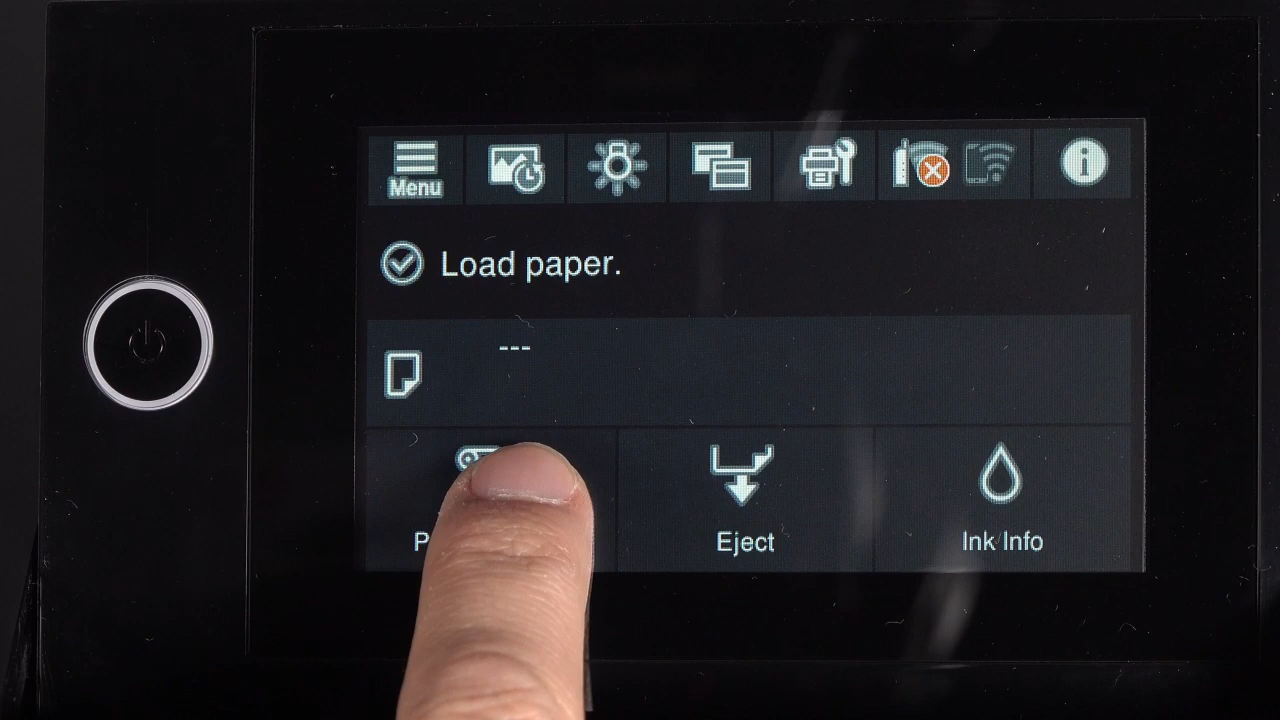 Menu
Load paper.
---
Eject
Ink Info